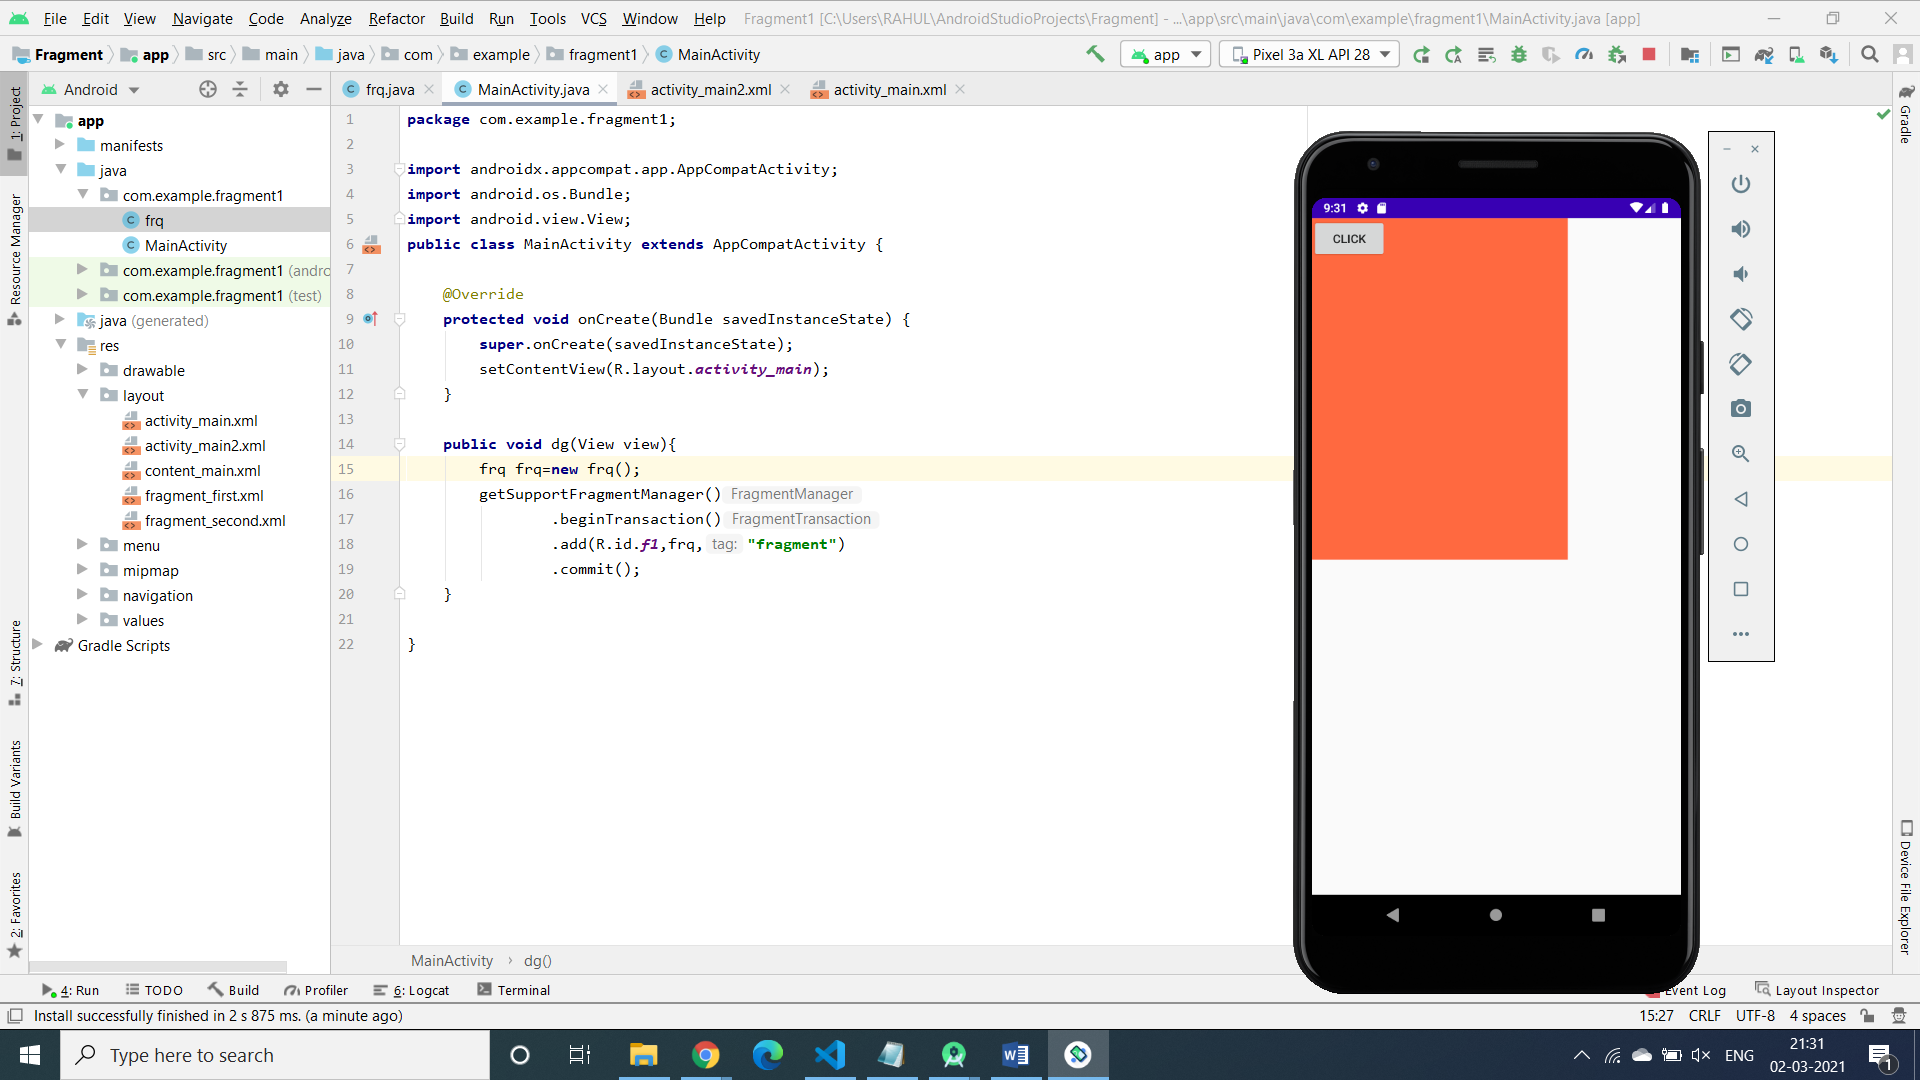 File Edit View Navigate Code Analyze Refactor Build Run Tools VCS Window Help Fragment1 [C:\Users\RAHUL\AndroidStudioProjects\Fragment] - ...\app\src\main\java\com\example\fragment1\MainActivity.java [app]
Fragment app src main java com example fragment1 MainActivity app Pixel 3a XL API 28
Android frq.java MainActivity.java activity_main2.xml activity_main.xml
1: Project
Resource Manager
7: Structure
Build Variants
2: Favorites
app
manifests
java
com.example.fragment1
frq
MainActivity
com.example.fragment1 (andro
com.example.fragment1 (test)
java (generated)
res
drawable
layout
activity_main.xml
activity_main2.xml
content_main.xml
fragment_first.xml
fragment_second.xml
menu
mipmap
navigation
values
Gradle Scripts
1 package com.example.fragment1;
2
3 import androidx.appcompat.app.AppCompatActivity;
4 import android.os.Bundle;
5 import android.view.View;
6 public class MainActivity extends AppCompatActivity {
7
8 @Override
9 protected void onCreate(Bundle savedInstanceState) {
10 super.onCreate(savedInstanceState);
11 setContentView(R.layout.activity_main);
12 }
13
14 public void dg(View view){
15 frq frq=new frq();
16 getSupportFragmentManager() FragmentManager
17 .beginTransaction() FragmentTransaction
18 .add(R.id.f1,frq, tag: "fragment")
19 .commit();
20 }
21
22 }
MainActivity › dg()
9:31
CLICK
Gradle
Device File Explorer
4: Run TODO Build Profiler 6: Logcat Terminal Event Log Layout Inspector
Install successfully finished in 2 s 875 ms. (a minute ago) 15:27 CRLF UTF-8 4 spaces
Type here to search
ENG
21:31
02-03-2021
1